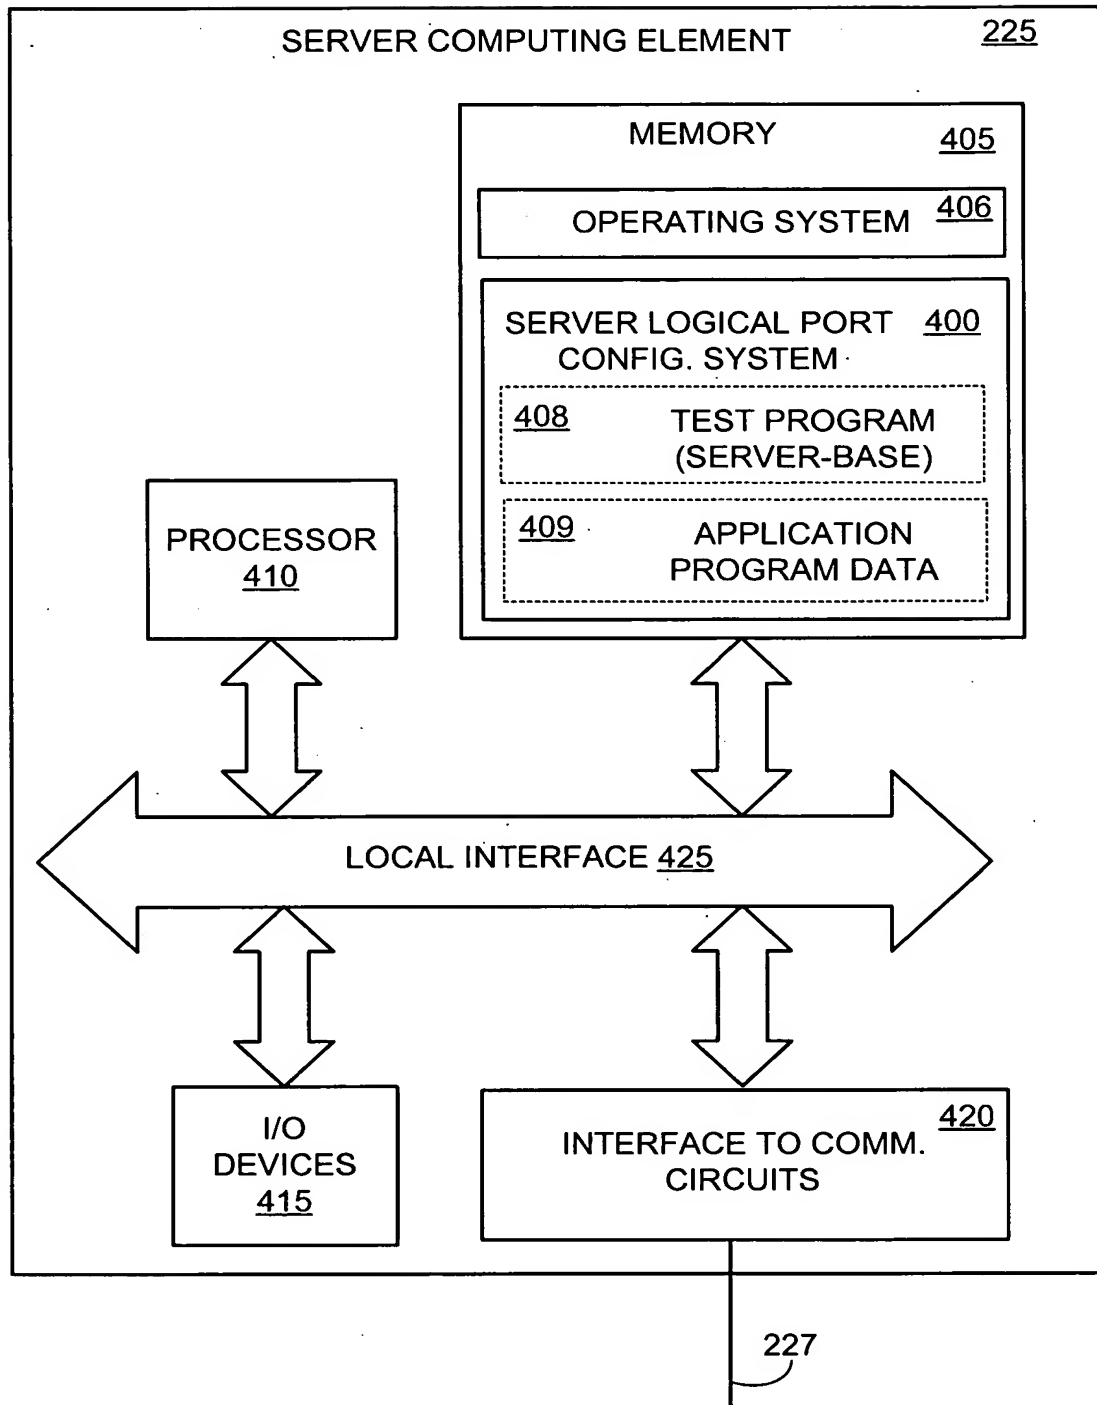 SERVER COMPUTING ELEMENT 225
MEMORY 405
OPERATING SYSTEM 406
SERVER LOGICAL PORT 400
CONFIG. SYSTEM
408 TEST PROGRAM
(SERVER-BASE)
409 APPLICATION
PROGRAM DATA
PROCESSOR
410
LOCAL INTERFACE 425
I/O
DEVICES
415
INTERFACE TO COMM. 420
CIRCUITS
227